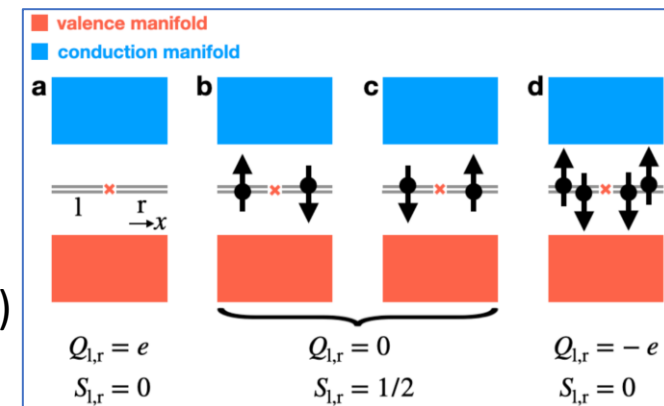 valence manifold
conduction manifold
a b c d
l r
→x
)
Q_{l,r} = e Q_{l,r} = 0 Q_{l,r} = − e
S_{l,r} = 0 S_{l,r} = 1/2 S_{l,r} = 0